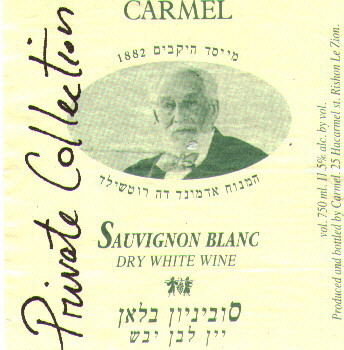 CARMEL
מייסד היקבים 1882
המנוח אדמונד דה רוטשילד
Private Collection
SAUVIGNON BLANC
DRY WHITE WINE
סוביניון בלאן
יין לבן יבש
vol. 750 ml. 11.5% alc. by vol.
Produced and bottled by Carmel. 25 Hacarmel st. Rishon Le Zion.